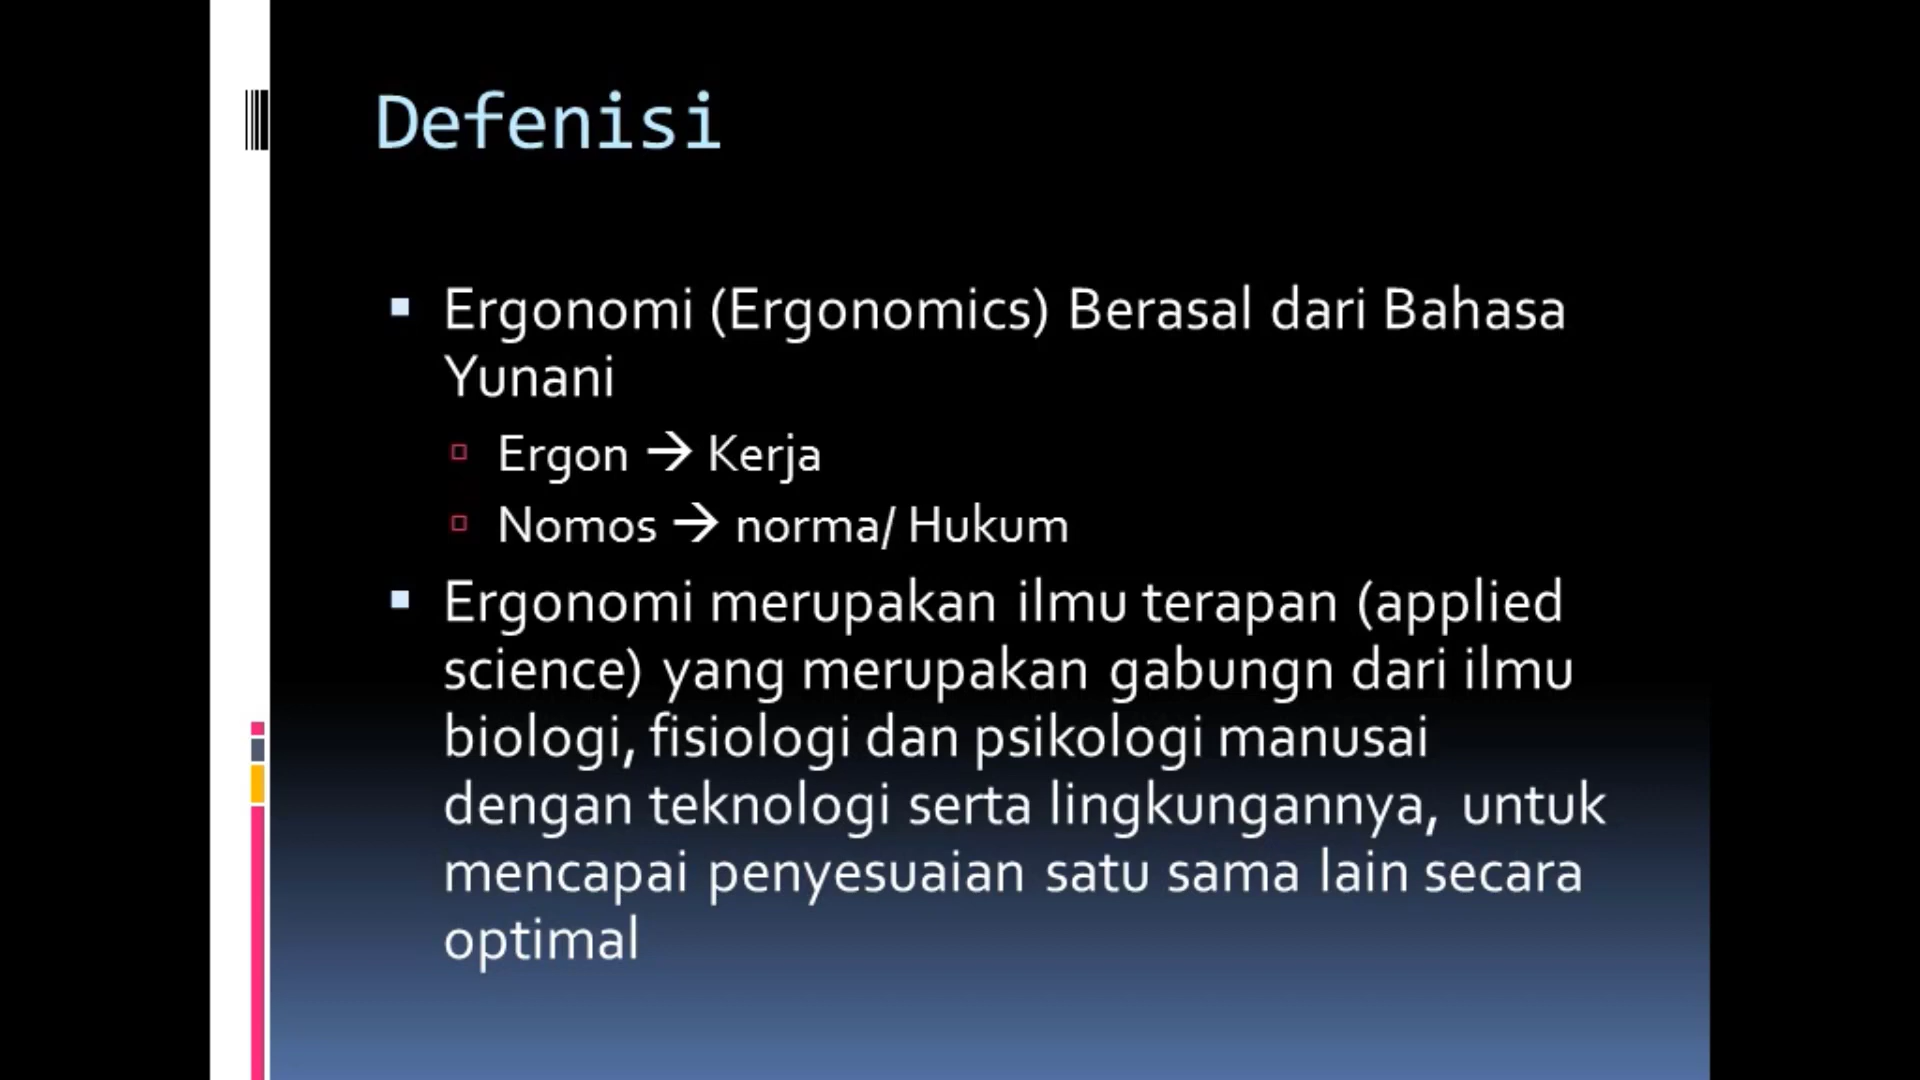 Defenisi
Ergonomi (Ergonomics) Berasal dari Bahasa
Yunani
Ergon → Kerja
Nomos → norma/ Hukum
Ergonomi merupakan ilmu terapan (applied
science) yang merupakan gabungn dari ilmu
biologi, fisiologi dan psikologi manusai
dengan teknologi serta lingkungannya, untuk
mencapai penyesuaian satu sama lain secara
optimal